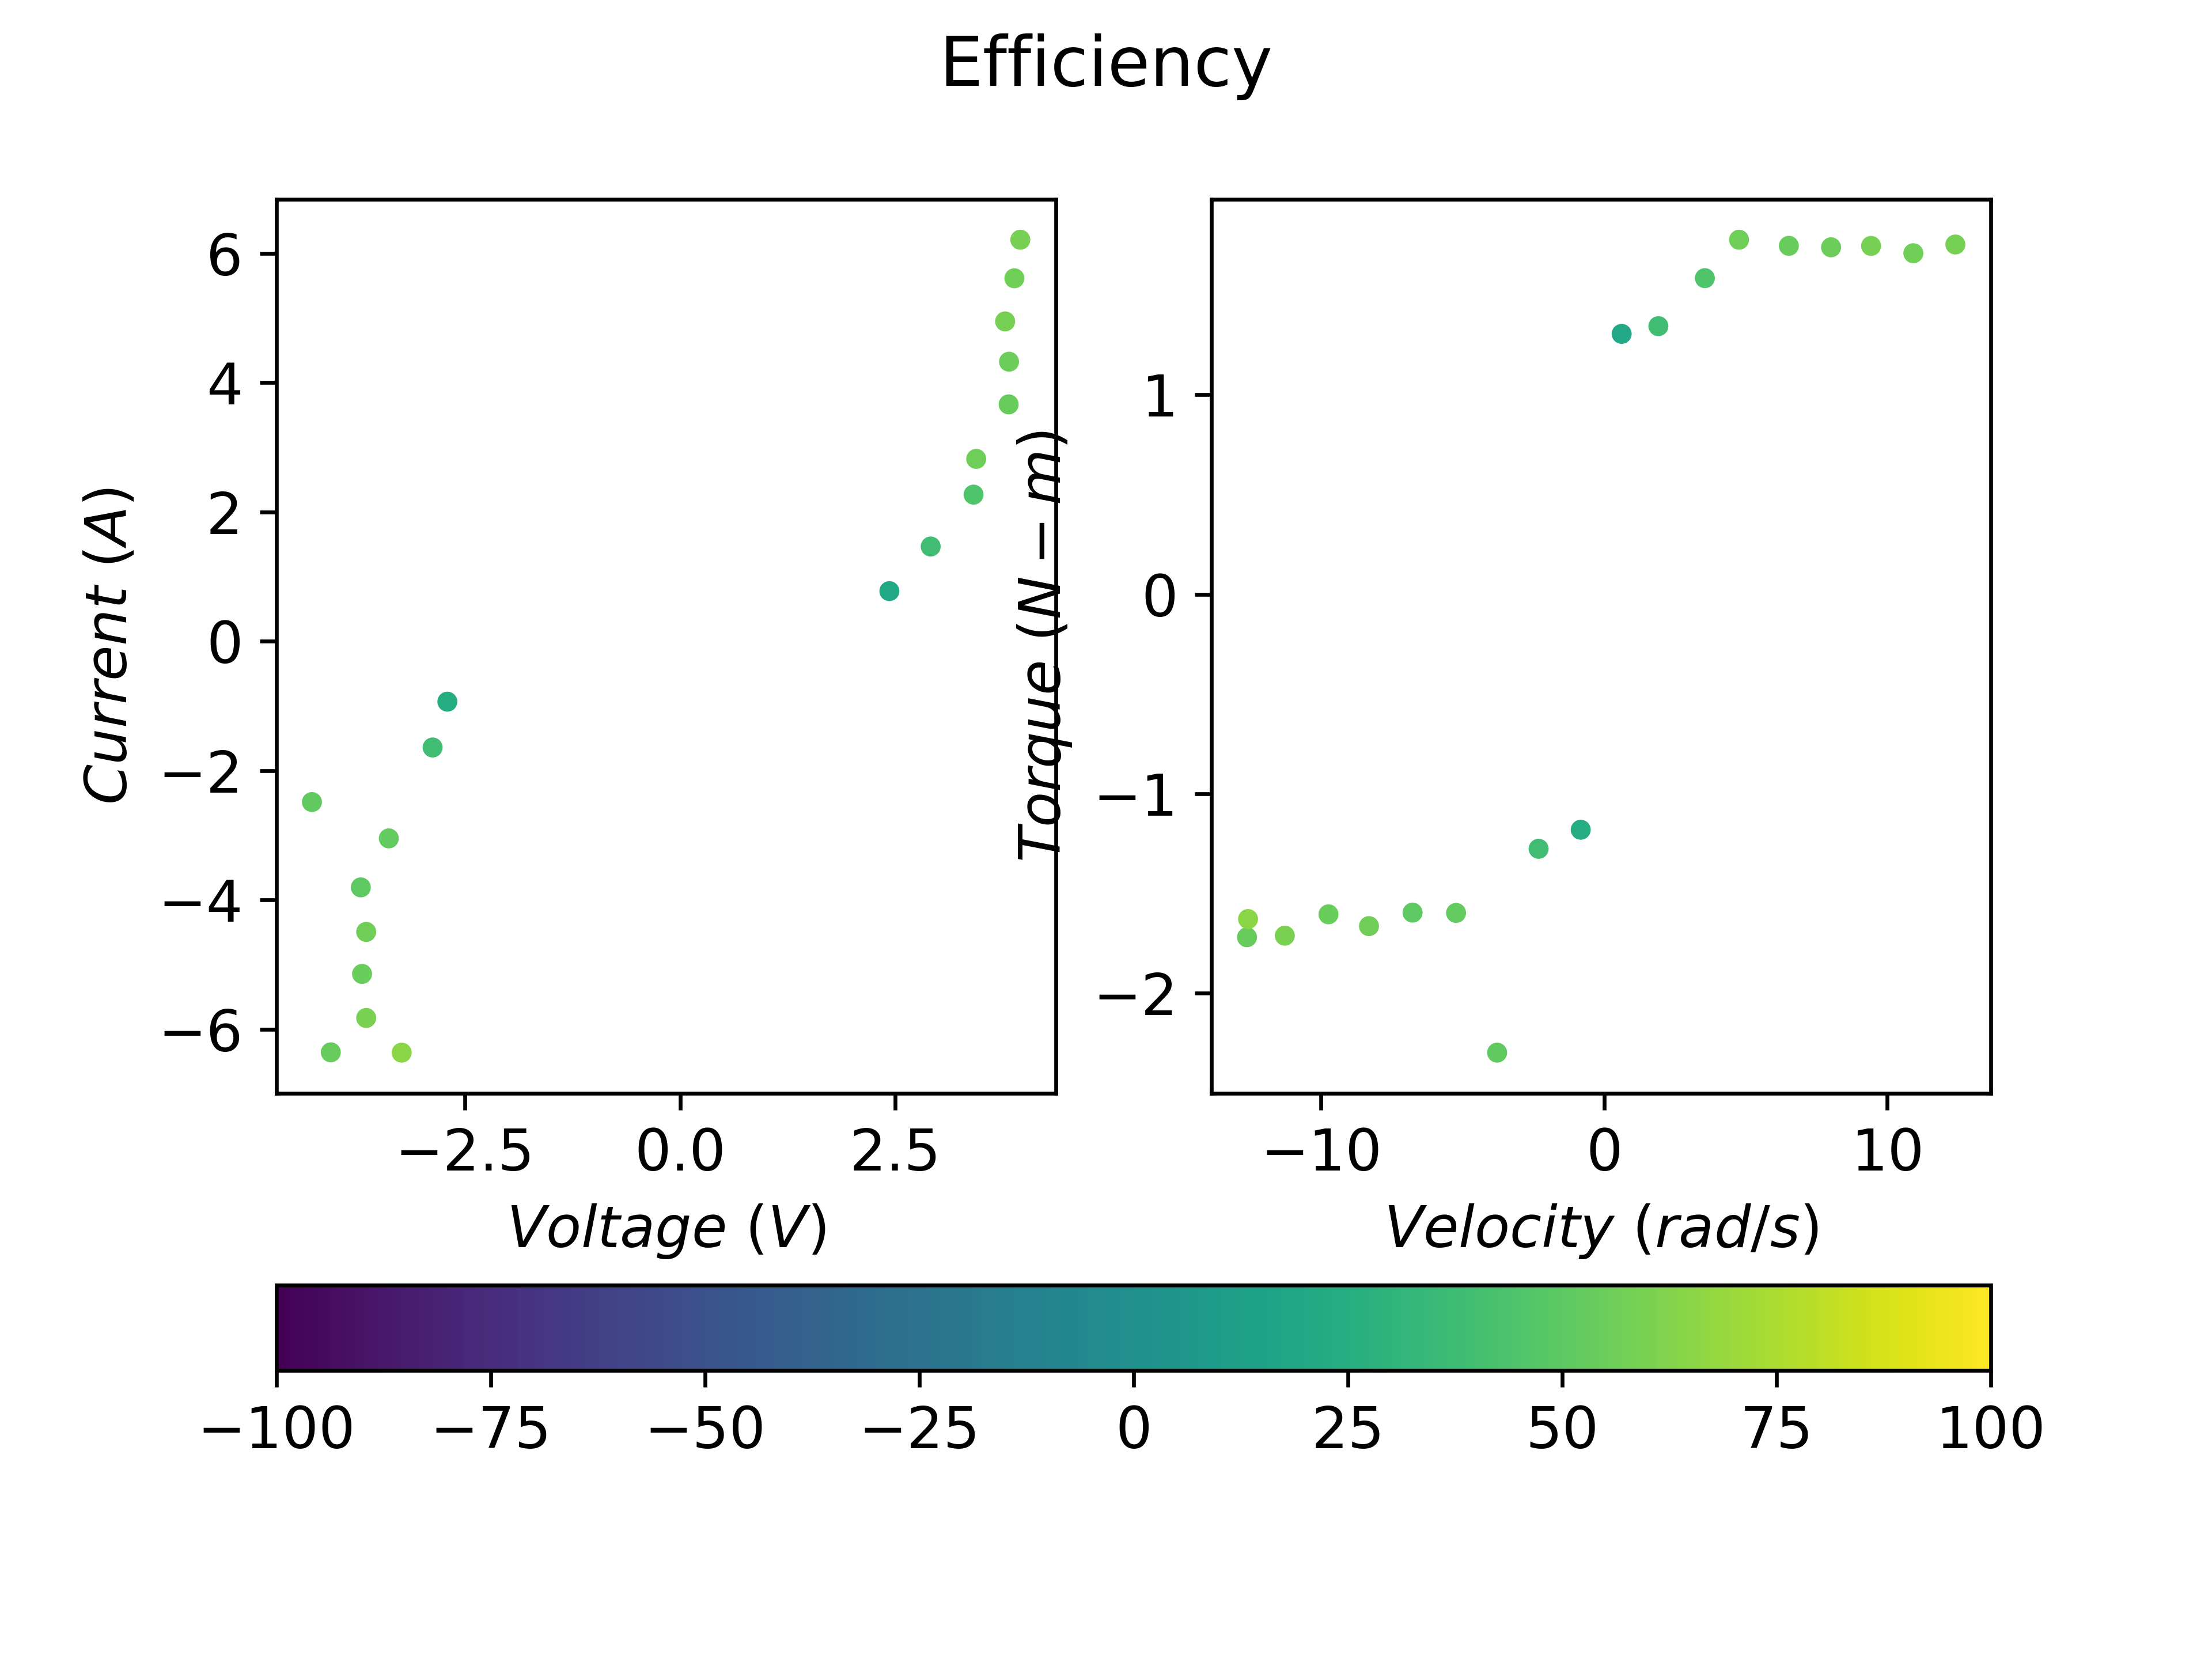 Efficiency
6
4
2
0
−2
−4
−6
Current (A)
−2.5 0.0 2.5
Voltage (V)
1
0
−1
−2
Torque (N − m)
−10 0 10
Velocity (rad/s)
−100 −75 −50 −25 0 25 50 75 100